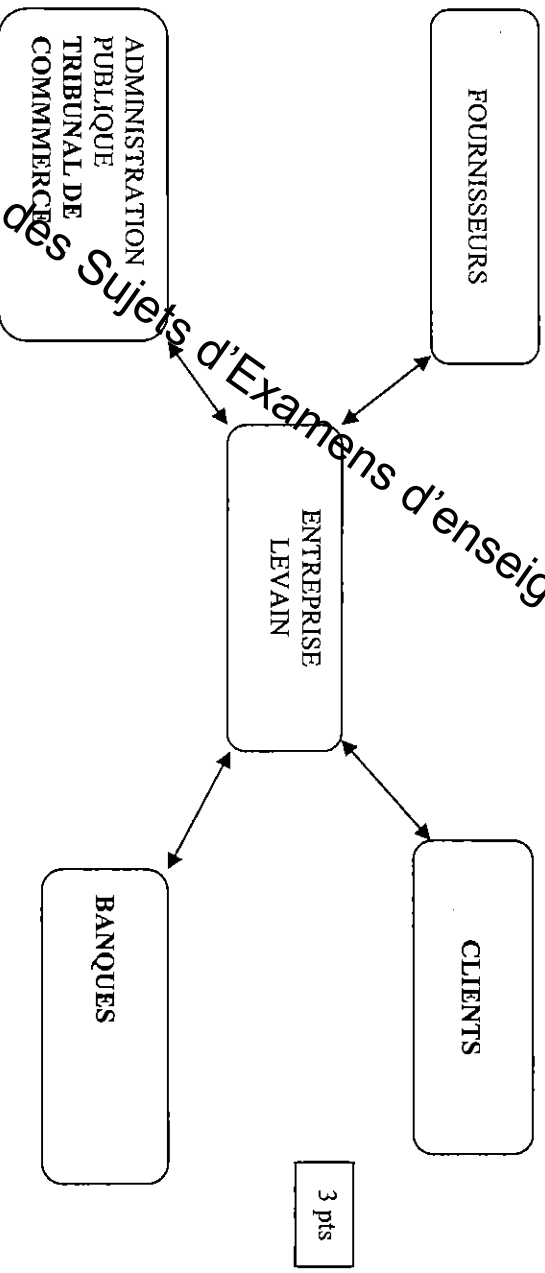 FOURNISSEURS
CLIENTS
ENTREPRISE
LEVAIN
3 pts
ADMINISTRATION
PUBLIQUE
TRIBUNAL DE
COMMMERCE
BANQUES
des Sujets d'Examens d'enseig